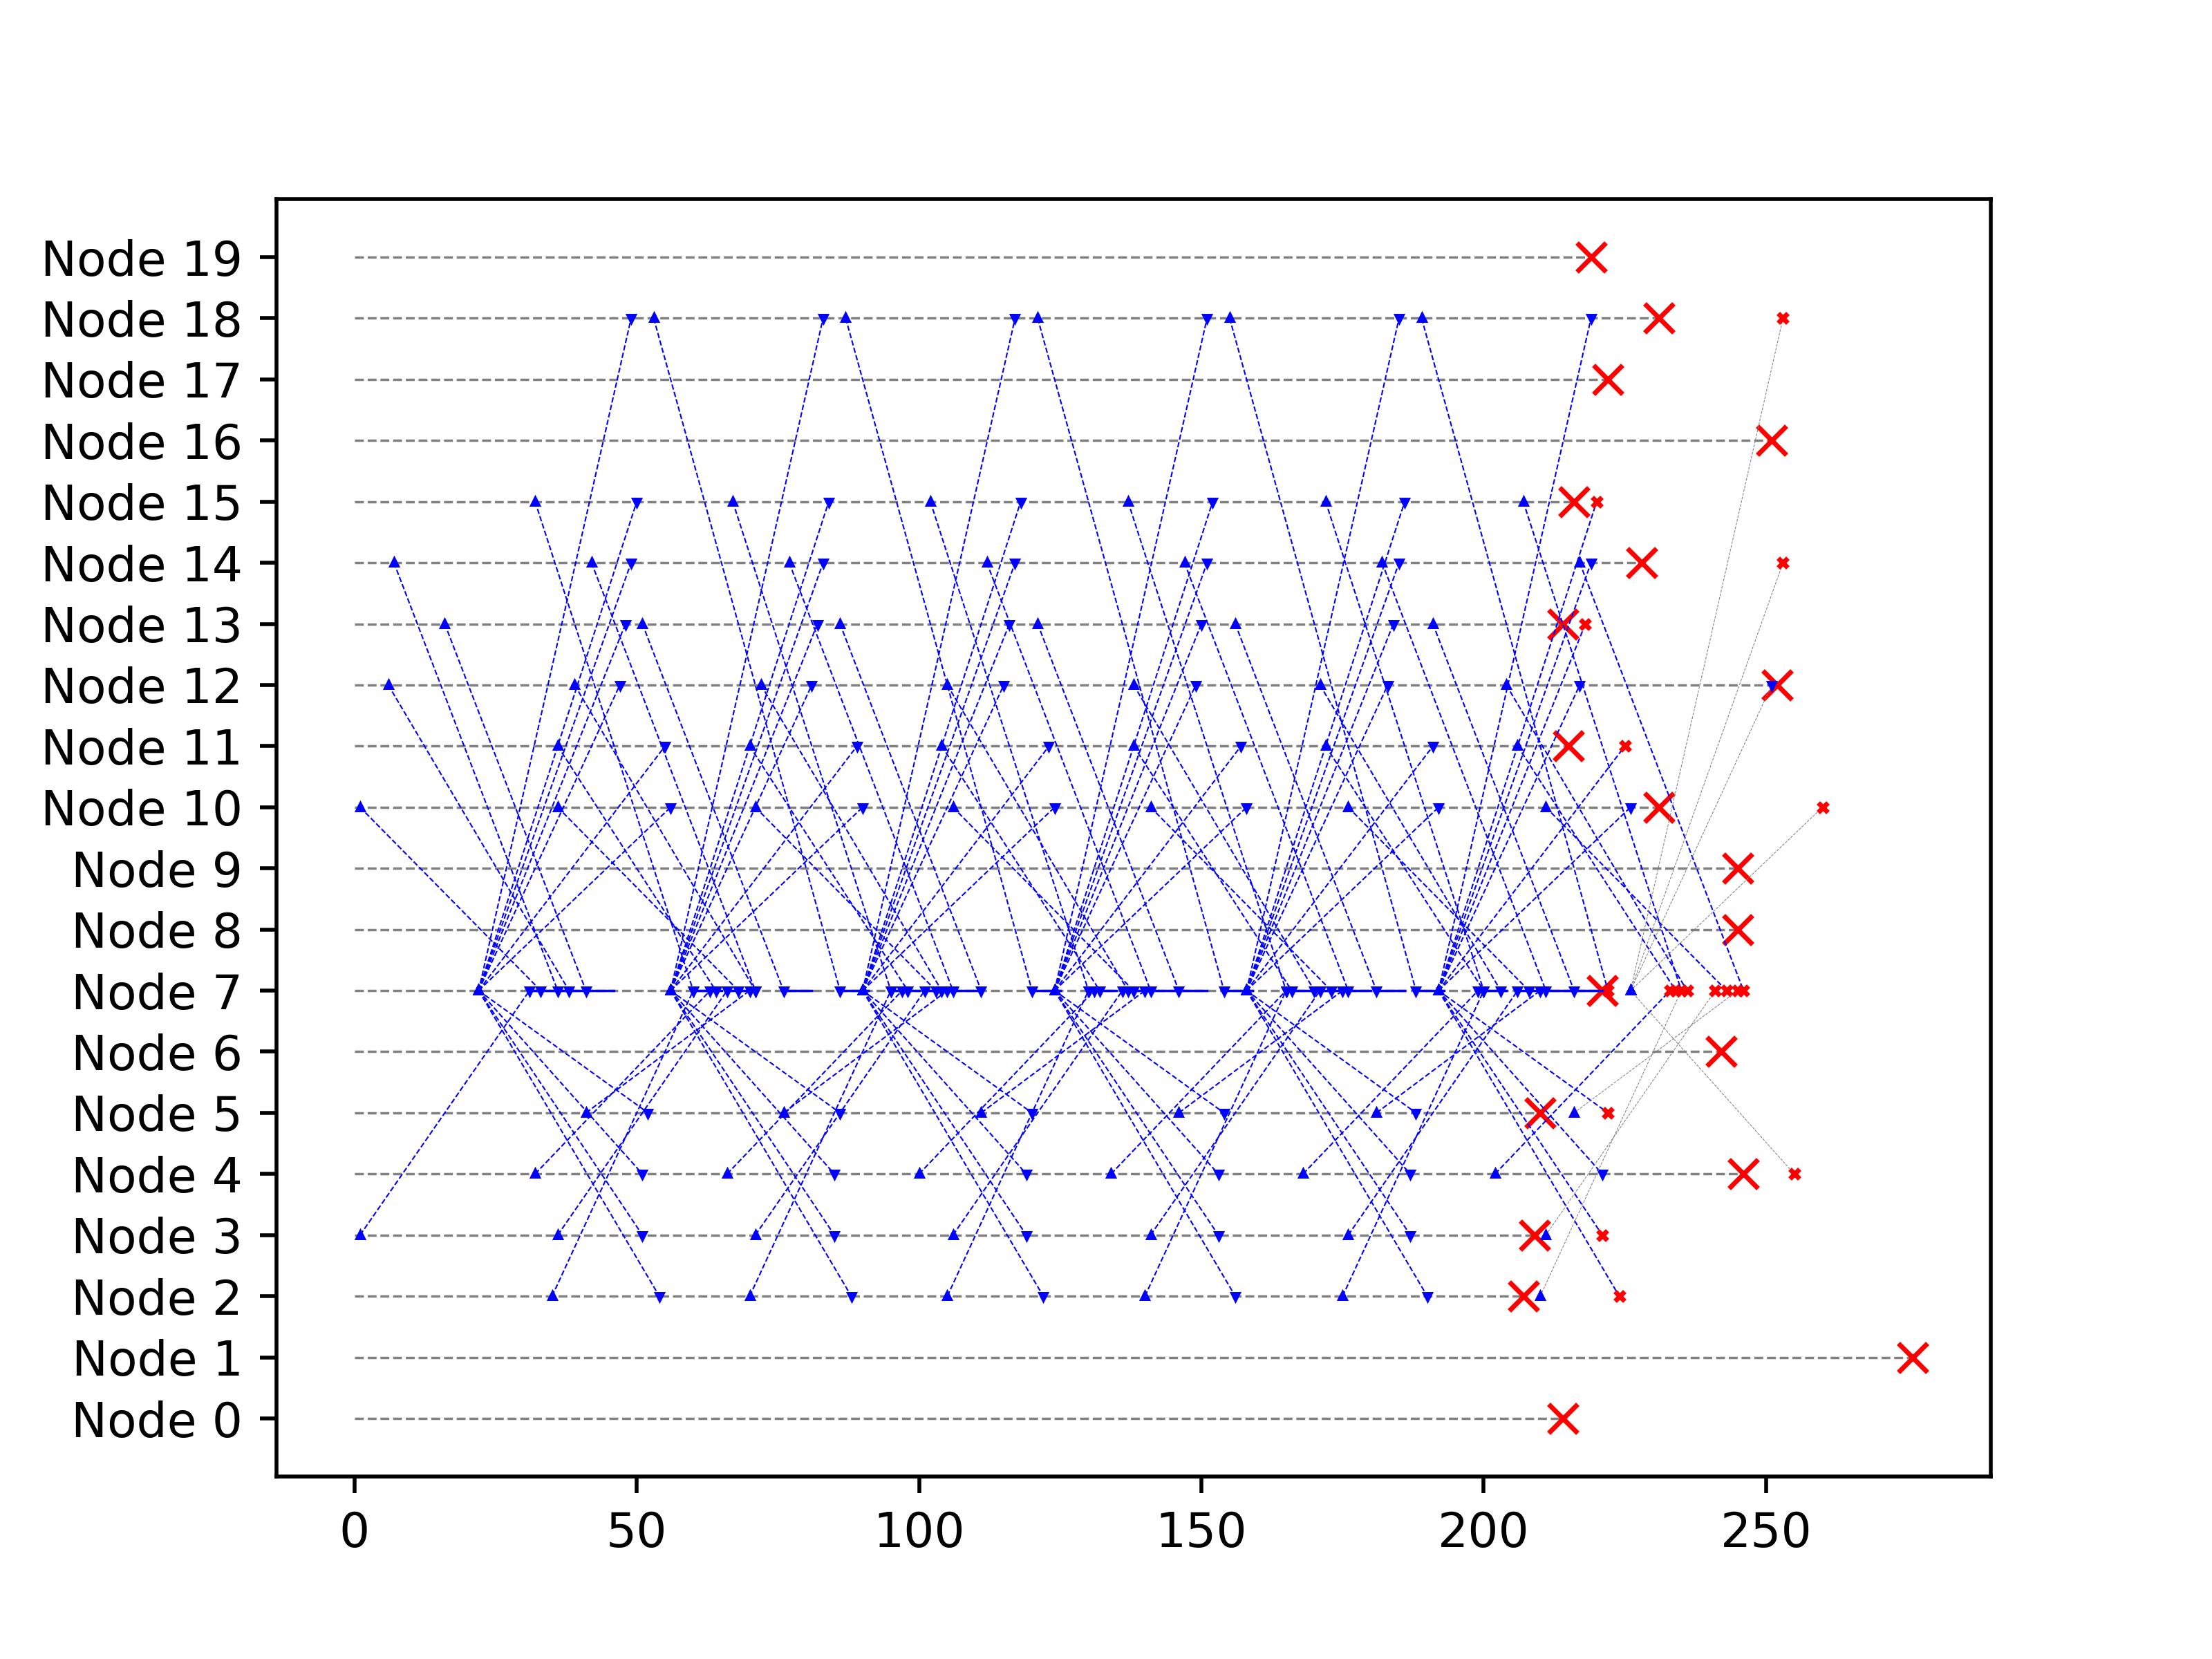 Node 19
Node 18
Node 17
Node 16
Node 15
Node 14
Node 13
Node 12
Node 11
Node 10
Node 9
Node 8
Node 7
Node 6
Node 5
Node 4
Node 3
Node 2
Node 1
Node 0
0 50 100 150 200 250